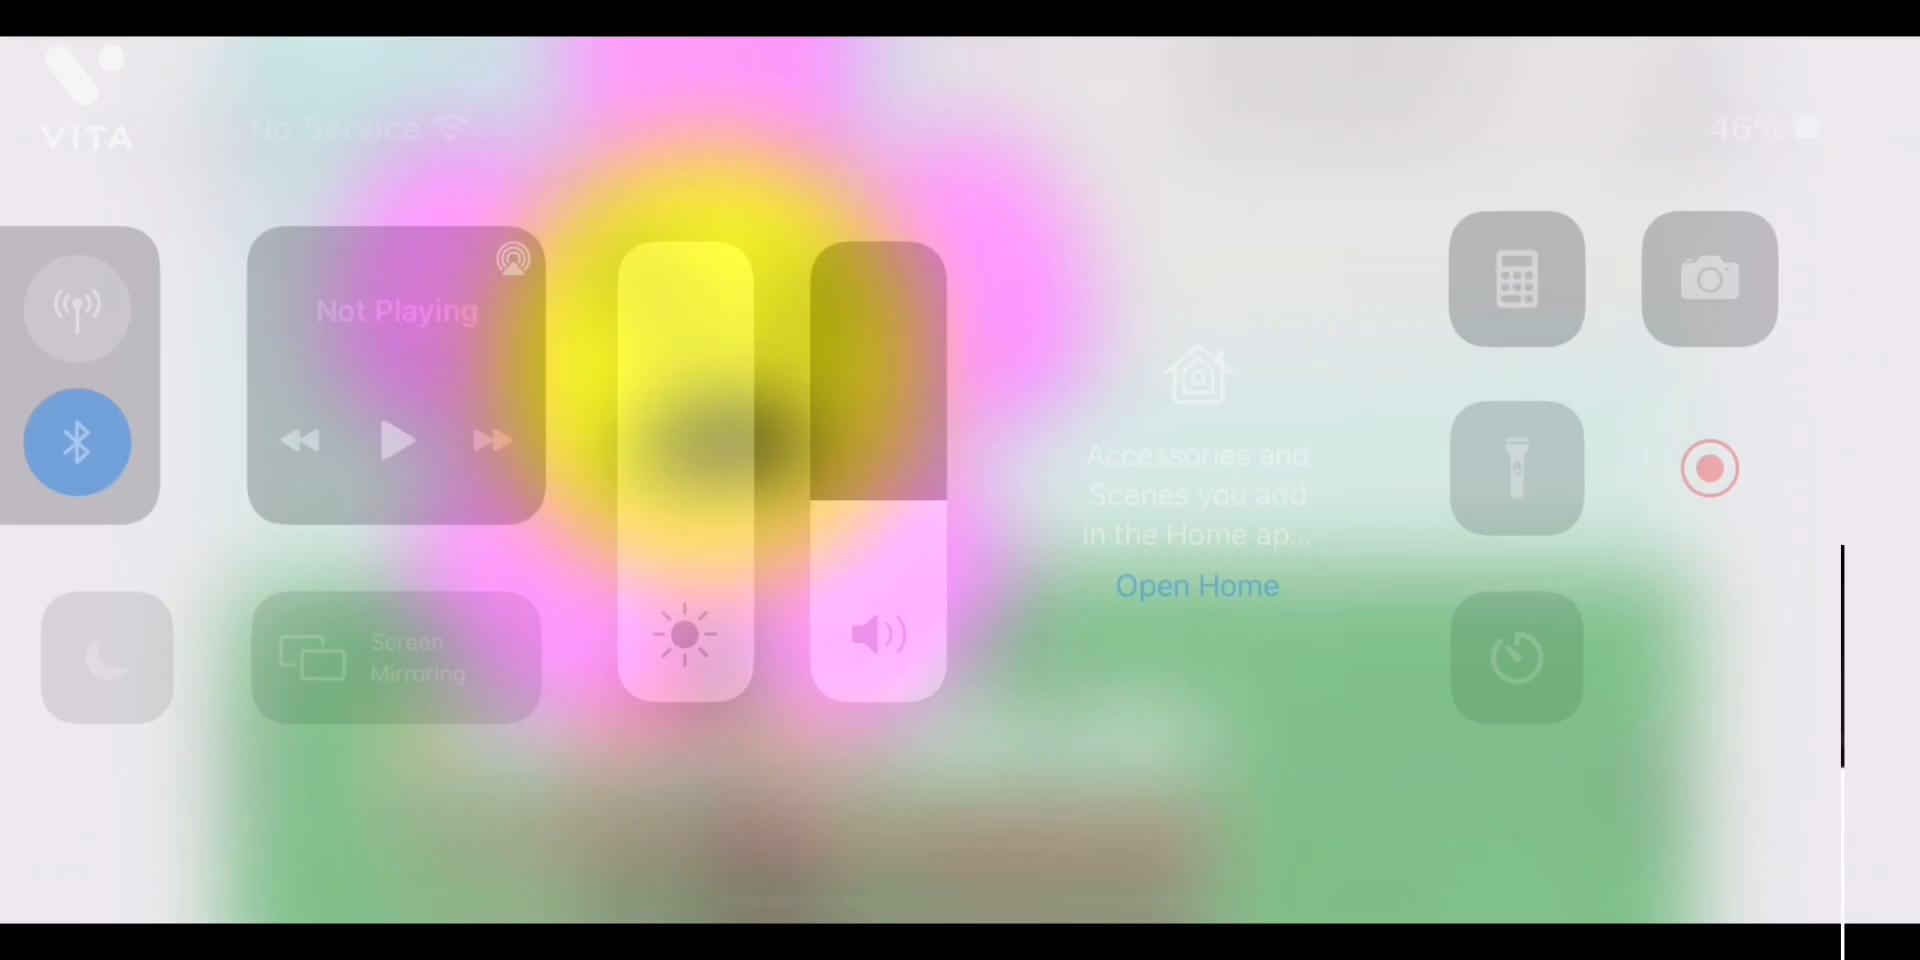 VITA
No Service
46%
Not Playing
Accessories and
Scenes you add
in the Home ap...
Open Home
Screen
Mirroring